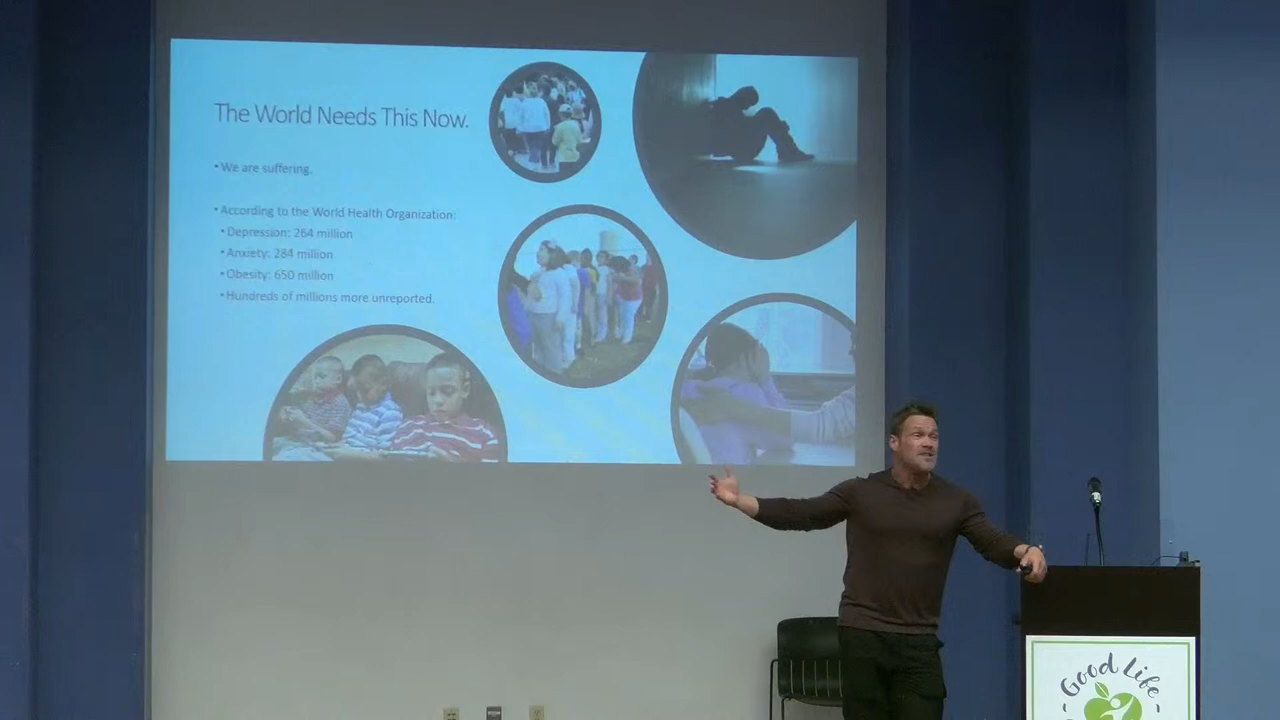 The World Needs This Now.
• We are suffering.
• According to the World Health Organization:
• Depression: 264 million
• Anxiety: 284 million
• Obesity: 650 million
• Hundreds of millions more unreported.
- Good Life -